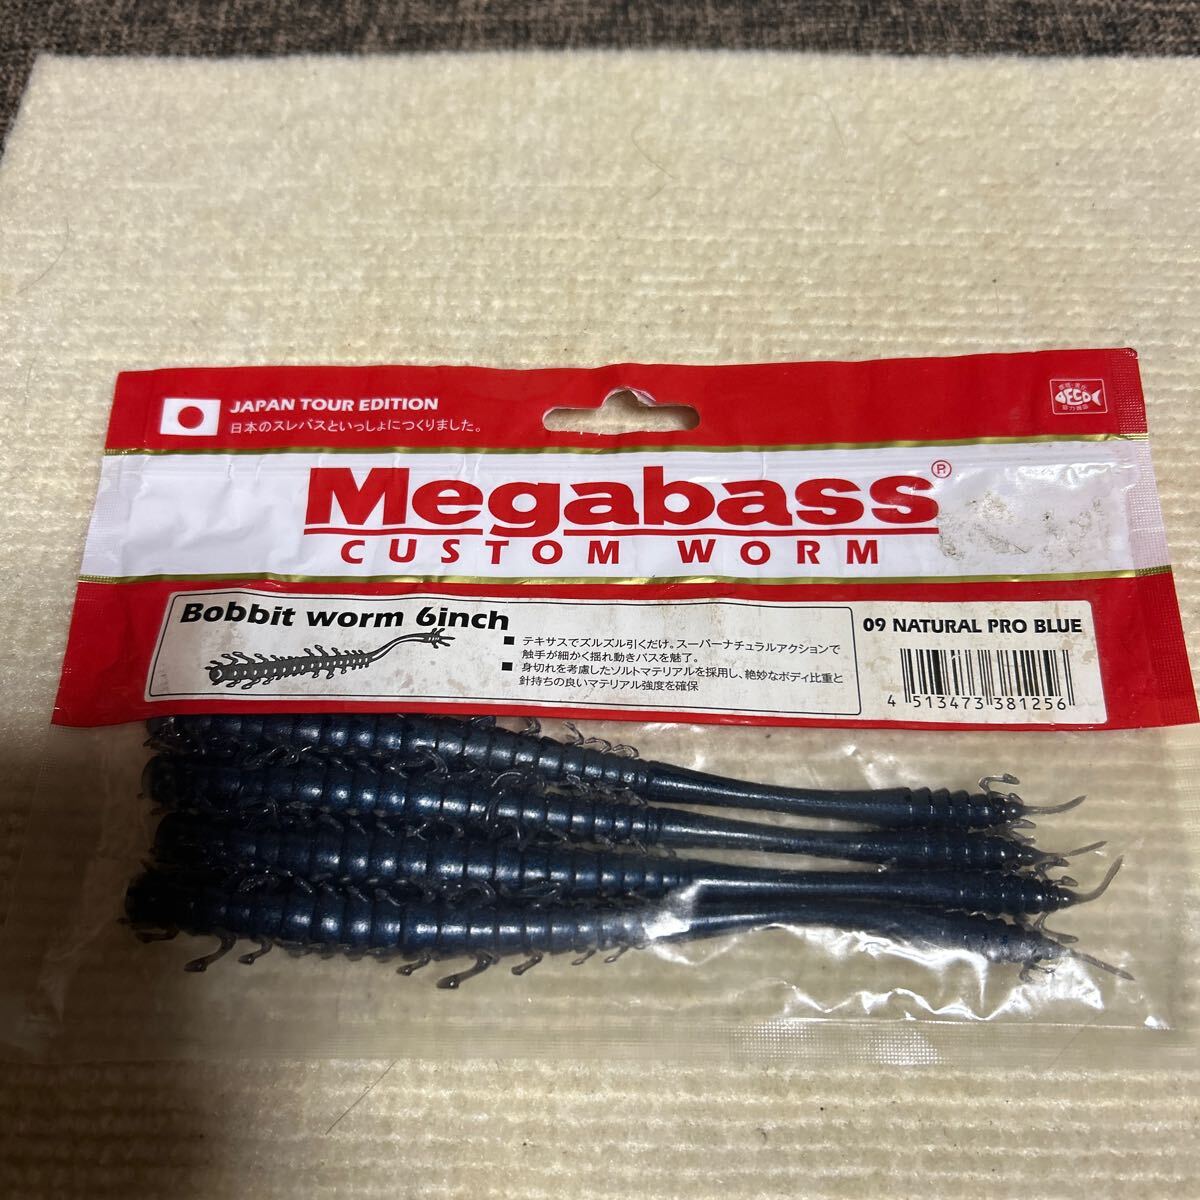 JAPAN TOUR EDITION
日本のスレバスといっしょにつくりました。
Megabass
CUSTOM WORM
Bobbit worm 6inch
■ テキサスでズルズル引くだけ。スーパーナチュラルアクションで
触手が細かく揺れ動きバスを魅了。
■ 身切れを考慮したソルトマテリアルを採用し、絶妙なボディ比重と
針持ちの良いマテリアル強度を確保
09 NATURAL PRO BLUE
4 513473 381256